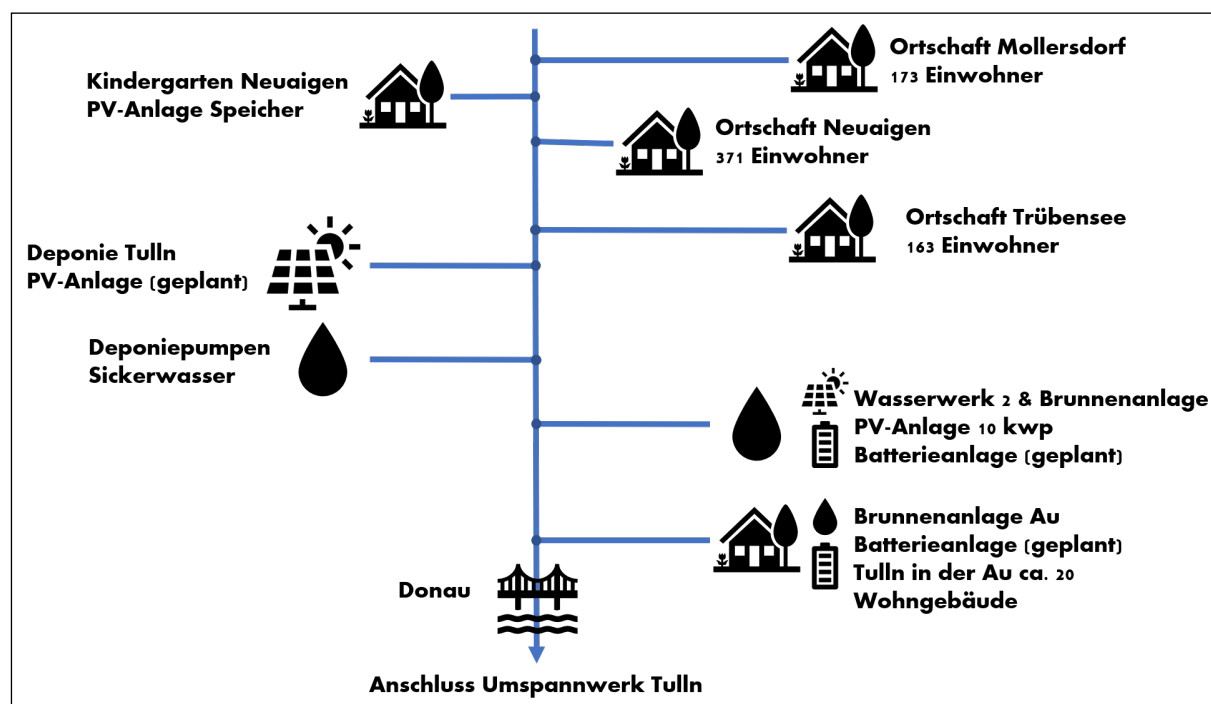 Ortschaft Mollersdorf
173 Einwohner
Kindergarten Neuaigen
PV-Anlage Speicher
Ortschaft Neuaigen
371 Einwohner
Ortschaft Trübensee
163 Einwohner
Deponie Tulln
PV-Anlage (geplant)
Deponiepumpen
Sickerwasser
Wasserwerk 2 & Brunnenanlage
PV-Anlage 10 kwp
Batterieanlage (geplant)
Brunnenanlage Au
Batterieanlage (geplant)
Tulln in der Au ca. 20
Wohngebäude
Donau
Anschluss Umspannwerk Tulln